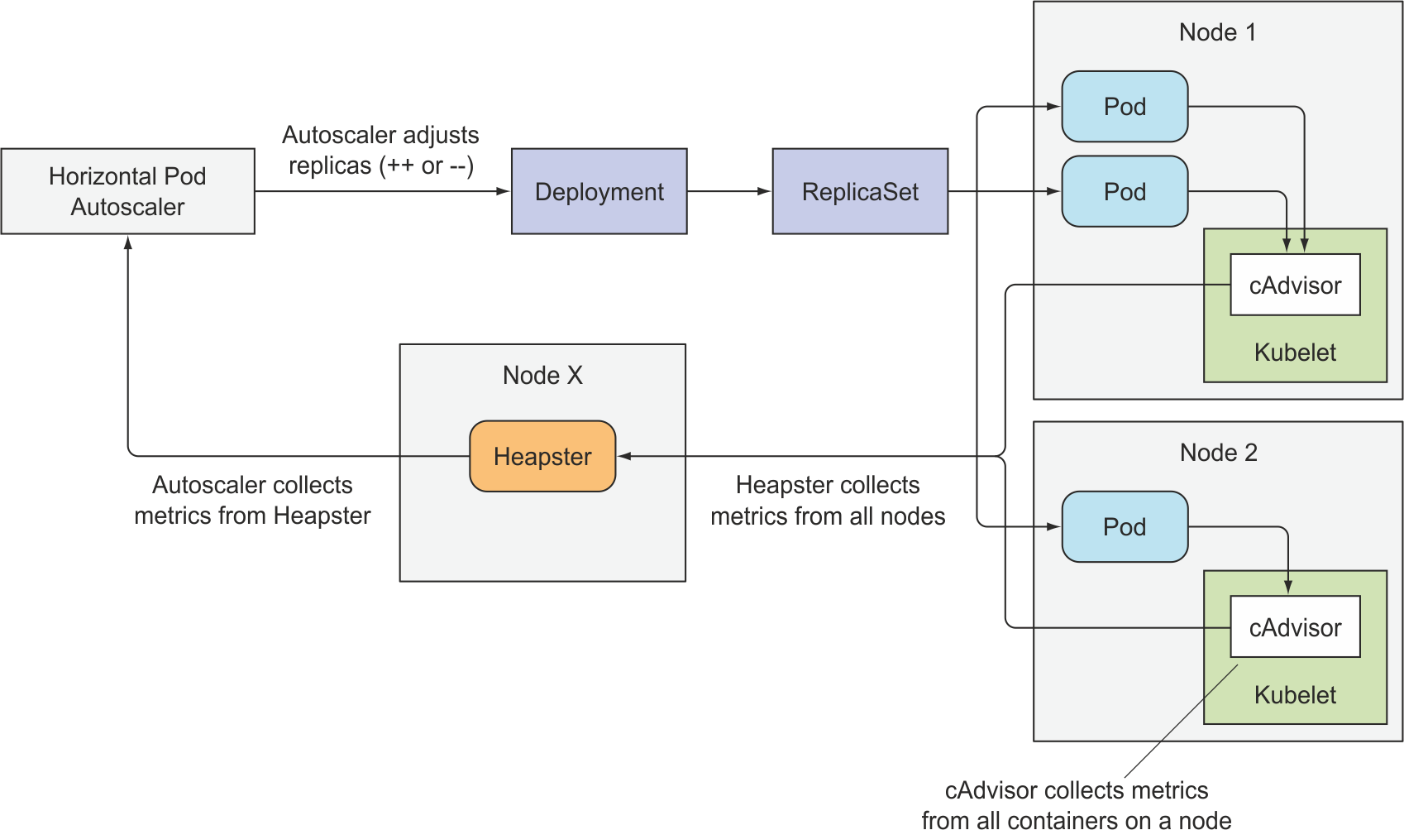 Node 1
Pod
Autoscaler adjusts
replicas (++ or --)
Horizontal Pod
Autoscaler
Deployment
ReplicaSet
Pod
cAdvisor
Kubelet
Node X
Heapster
Autoscaler collects
metrics from Heapster
Heapster collects
metrics from all nodes
Node 2
Pod
cAdvisor
Kubelet
cAdvisor collects metrics
from all containers on a node